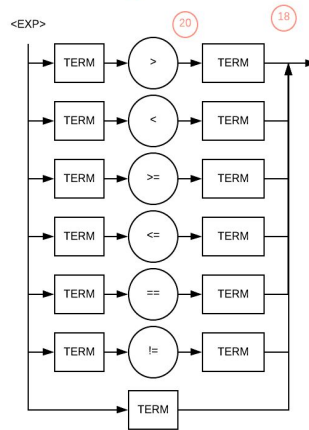 18
20
<EXP>
TERM > TERM
TERM < TERM
TERM >= TERM
TERM <= TERM
TERM == TERM
TERM != TERM
TERM